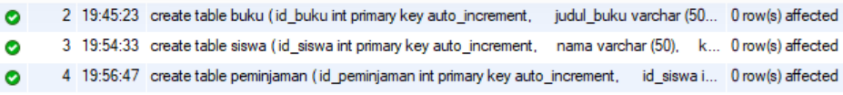 2 19:45:23 create table buku ( id_buku int primary key auto_increment, judul_buku varchar (50... 0 row(s) affected
3 19:54:33 create table siswa ( id_siswa int primary key auto_increment, nama varchar (50), k... 0 row(s) affected
4 19:56:47 create table peminjaman ( id_peminjaman int primary key auto_increment, id_siswa i... 0 row(s) affected